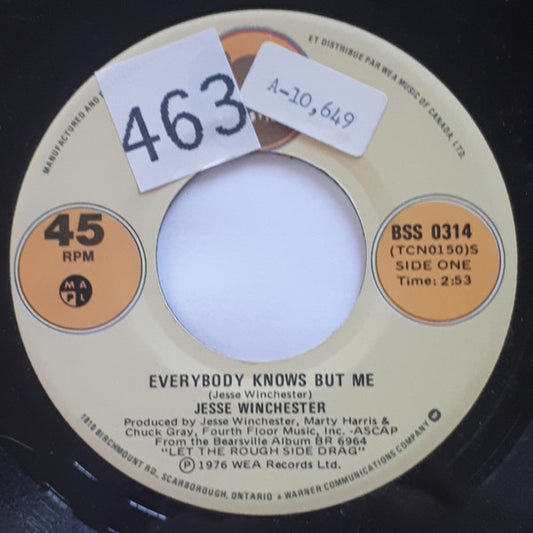 MANUFACTURED AND
ET DISTRIBUE PAR WEA MUSIC OF CANADA, LTD.
463
A-10,649
45
RPM
M A
P L
BSS 0314
(TCN0150)S
SIDE ONE
Time: 2:53
EVERYBODY KNOWS BUT ME
(Jesse Winchester)
JESSE WINCHESTER
Produced by Jesse Winchester, Marty Harris &
Chuck Gray, Fourth Floor Music, Inc. -ASCAP
From the Bearsville Album BR 6964
"LET THE ROUGH SIDE DRAG"
Ⓟ 1976 WEA Records Ltd.
1810 BIRCHMOUNT RD., SCARBOROUGH, ONTARIO A WARNER COMMUNICATIONS COMPANY